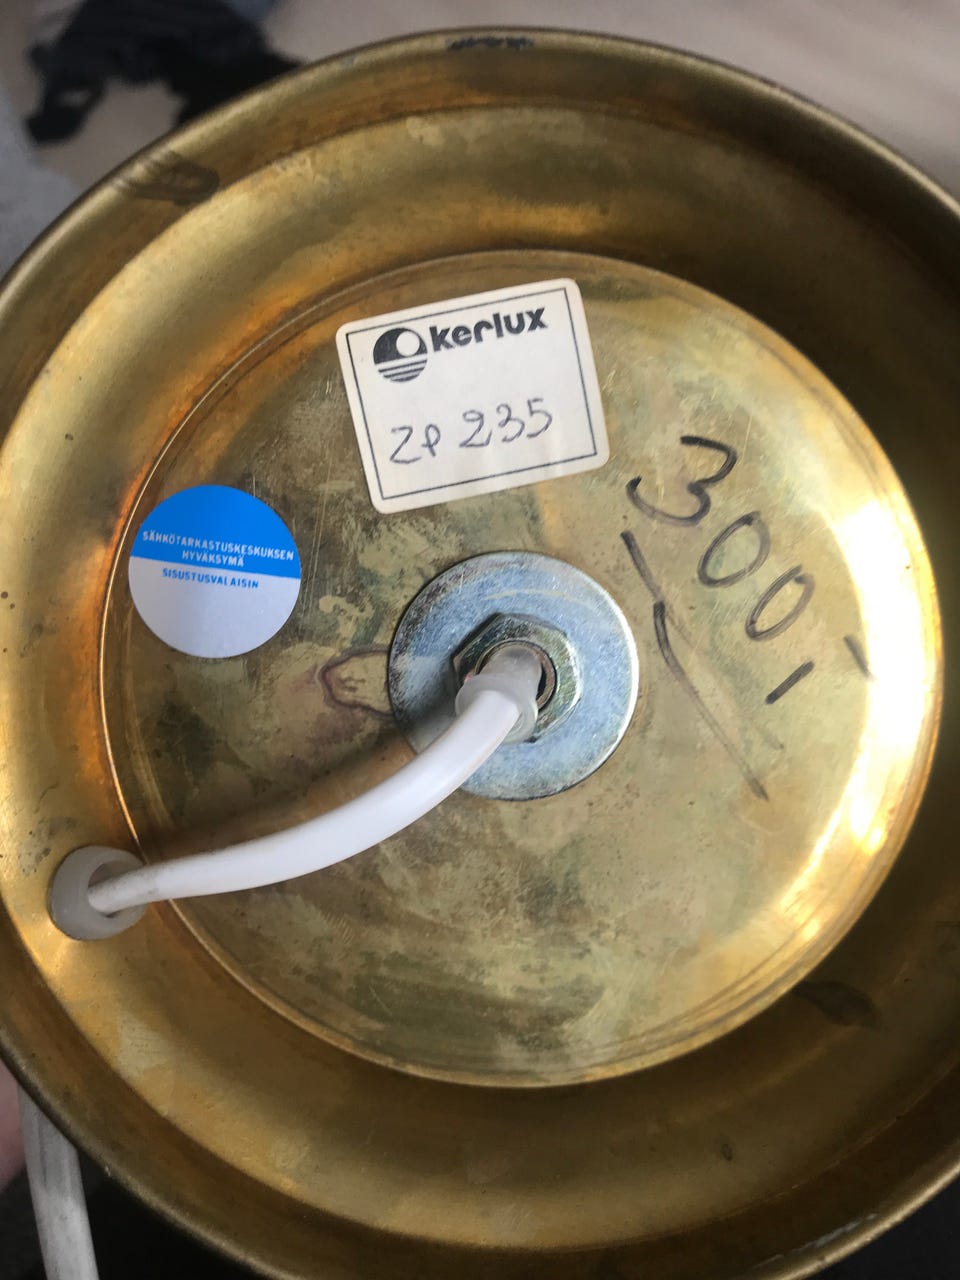 kerlux
ZP 235
SÄHKÖTARKASTUSKESKUKSEN
HYVÄKSYMÄ
SISUSTUSVALAISIN
300,-